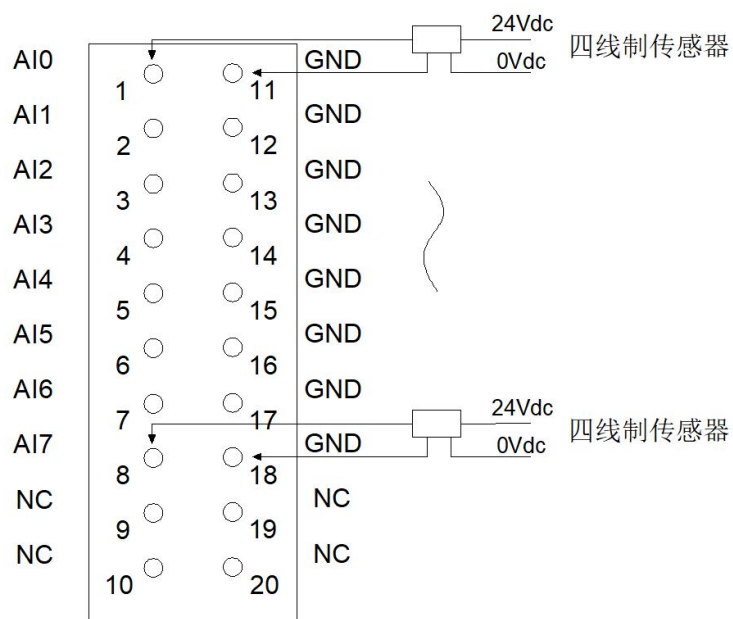 24Vdc
四线制传感器
0Vdc
AI0
GND
1
11
AI1
GND
2
12
AI2
GND
3
13
AI3
GND
4
14
AI4
GND
5
15
AI5
GND
6
16
AI6
GND
7
17
24Vdc
四线制传感器
0Vdc
AI7
GND
8
18
NC
NC
9
19
NC
NC
10
20